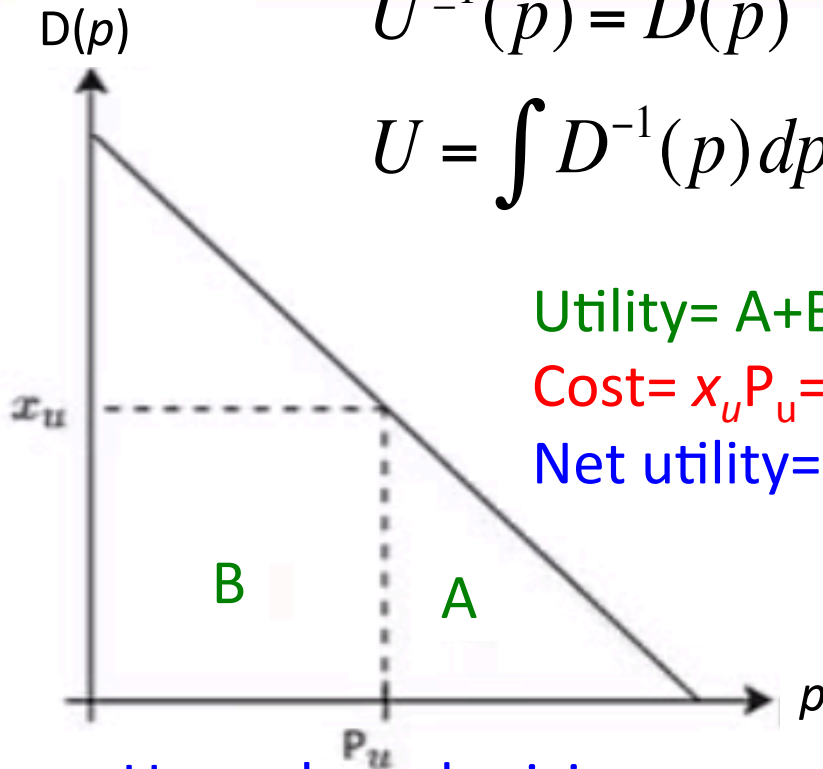 D(p)
U⁻¹(p) = D(p)
U = ∫ D⁻¹(p) dp
Utility= A+B
Cost= xᵤPᵤ=
Net utility=
xᵤ
B
A
p
Pᵤ